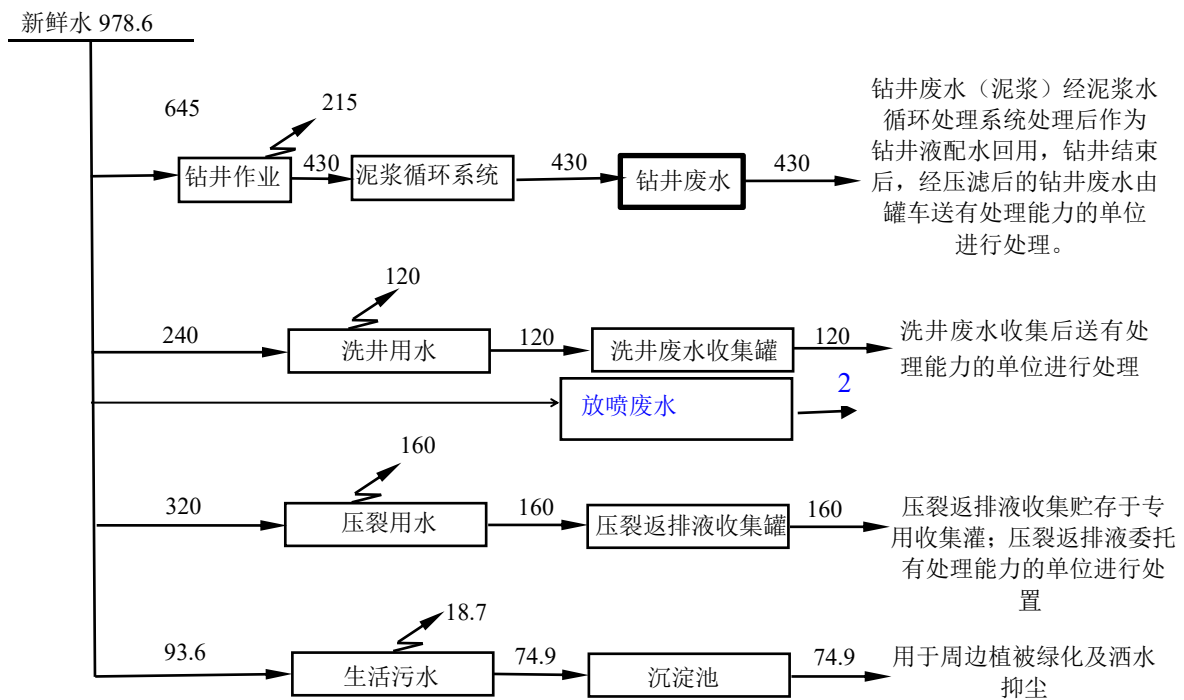 新鲜水 978.6
645
215
钻井作业
430
泥浆循环系统
430
钻井废水
430
钻井废水（泥浆）经泥浆水
循环处理系统处理后作为
钻井液配水回用，钻井结束
后，经压滤后的钻井废水由
罐车送有处理能力的单位
进行处理。
240
120
洗井用水
120
洗井废水收集罐
120
洗井废水收集后送有处
理能力的单位进行处理
放喷废水
2
320
160
压裂用水
160
压裂返排液收集罐
160
压裂返排液收集贮存于专
用收集灌；压裂返排液委托
有处理能力的单位进行处
置
93.6
18.7
生活污水
74.9
沉淀池
74.9
用于周边植被绿化及洒水
抑尘